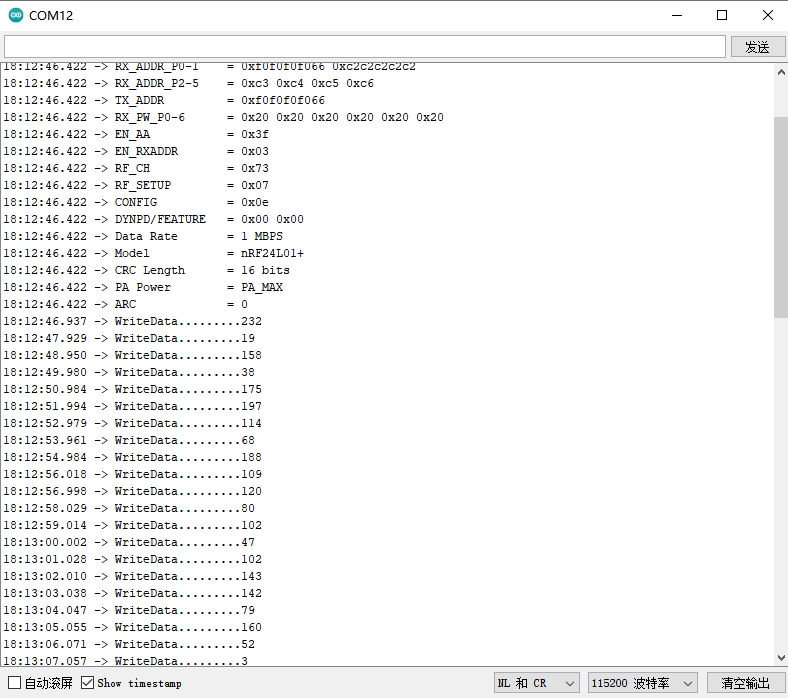 COM12
发送
18:12:46.422 -> RX_ADDR_P0-1    = 0xf0f0f0f066 0xc2c2c2c2c2
18:12:46.422 -> RX_ADDR_P2-5    = 0xc3 0xc4 0xc5 0xc6
18:12:46.422 -> TX_ADDR         = 0xf0f0f0f066
18:12:46.422 -> RX_PW_P0-6      = 0x20 0x20 0x20 0x20 0x20 0x20
18:12:46.422 -> EN_AA           = 0x3f
18:12:46.422 -> EN_RXADDR       = 0x03
18:12:46.422 -> RF_CH           = 0x73
18:12:46.422 -> RF_SETUP        = 0x07
18:12:46.422 -> CONFIG          = 0x0e
18:12:46.422 -> DYNPD/FEATURE   = 0x00 0x00
18:12:46.422 -> Data Rate       = 1 MBPS
18:12:46.422 -> Model           = nRF24L01+
18:12:46.422 -> CRC Length      = 16 bits
18:12:46.422 -> PA Power        = PA_MAX
18:12:46.422 -> ARC             = 0
18:12:46.937 -> WriteData.........232
18:12:47.929 -> WriteData.........19
18:12:48.950 -> WriteData.........158
18:12:49.980 -> WriteData.........38
18:12:50.984 -> WriteData.........175
18:12:51.994 -> WriteData.........197
18:12:52.979 -> WriteData.........114
18:12:53.961 -> WriteData.........68
18:12:54.984 -> WriteData.........188
18:12:56.018 -> WriteData.........109
18:12:56.998 -> WriteData.........120
18:12:58.029 -> WriteData.........80
18:12:59.014 -> WriteData.........102
18:13:00.002 -> WriteData.........47
18:13:01.028 -> WriteData.........102
18:13:02.010 -> WriteData.........143
18:13:03.038 -> WriteData.........142
18:13:04.047 -> WriteData.........79
18:13:05.055 -> WriteData.........160
18:13:06.071 -> WriteData.........52
18:13:07.057 -> WriteData.........3
自动滚屏 Show timestamp NL 和 CR 115200 波特率 清空输出